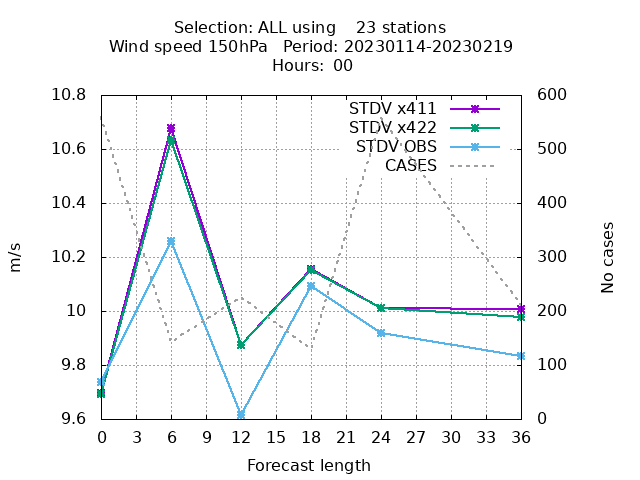 Selection: ALL using    23 stations
Wind speed 150hPa   Period: 20230114-20230219
Hours:  00
STDV x411
STDV x422
STDV OBS
CASES
10.8
10.6
10.4
10.2
10
9.8
9.6
m/s
600
500
400
300
200
100
0
No cases
0 3 6 9 12 15 18 21 24 27 30 33 36
Forecast length